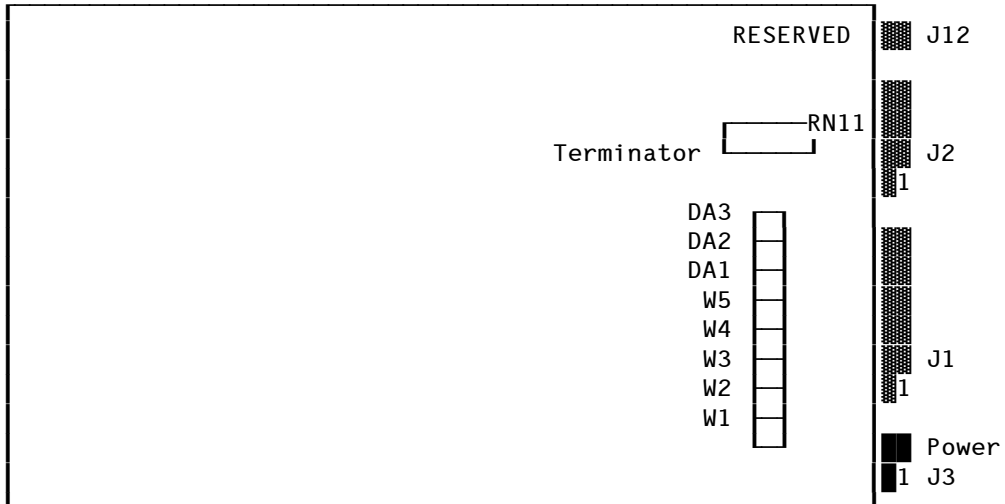 RESERVED J12
RN11
Terminator J2
1
DA3
DA2
DA1
W5
W4
W3 J1
W2 1
W1
Power
1 J3